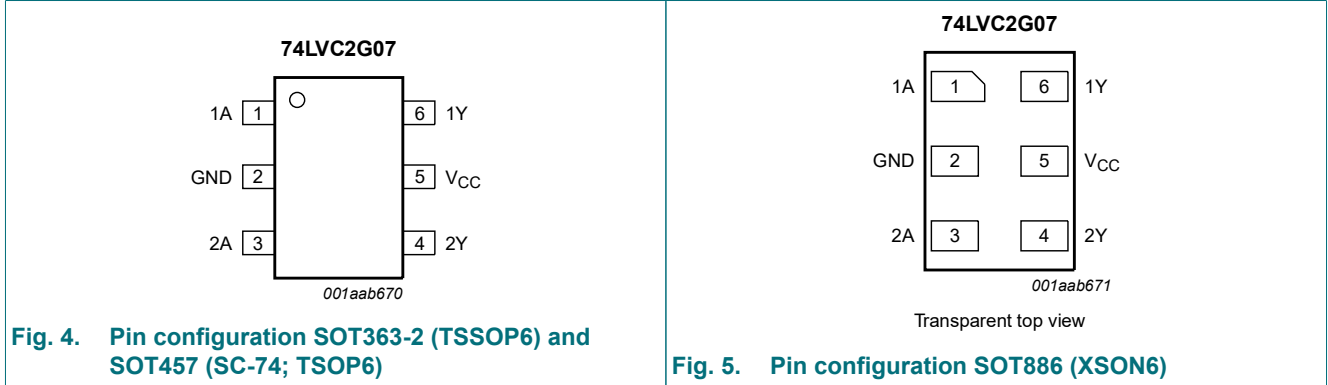 74LVC2G07
1A 1 6 1Y
GND 2 5 VCC
2A 3 4 2Y
001aab670
Fig. 4. Pin configuration SOT363-2 (TSSOP6) and
SOT457 (SC-74; TSOP6)
74LVC2G07
1A 1 6 1Y
GND 2 5 VCC
2A 3 4 2Y
001aab671
Transparent top view
Fig. 5. Pin configuration SOT886 (XSON6)